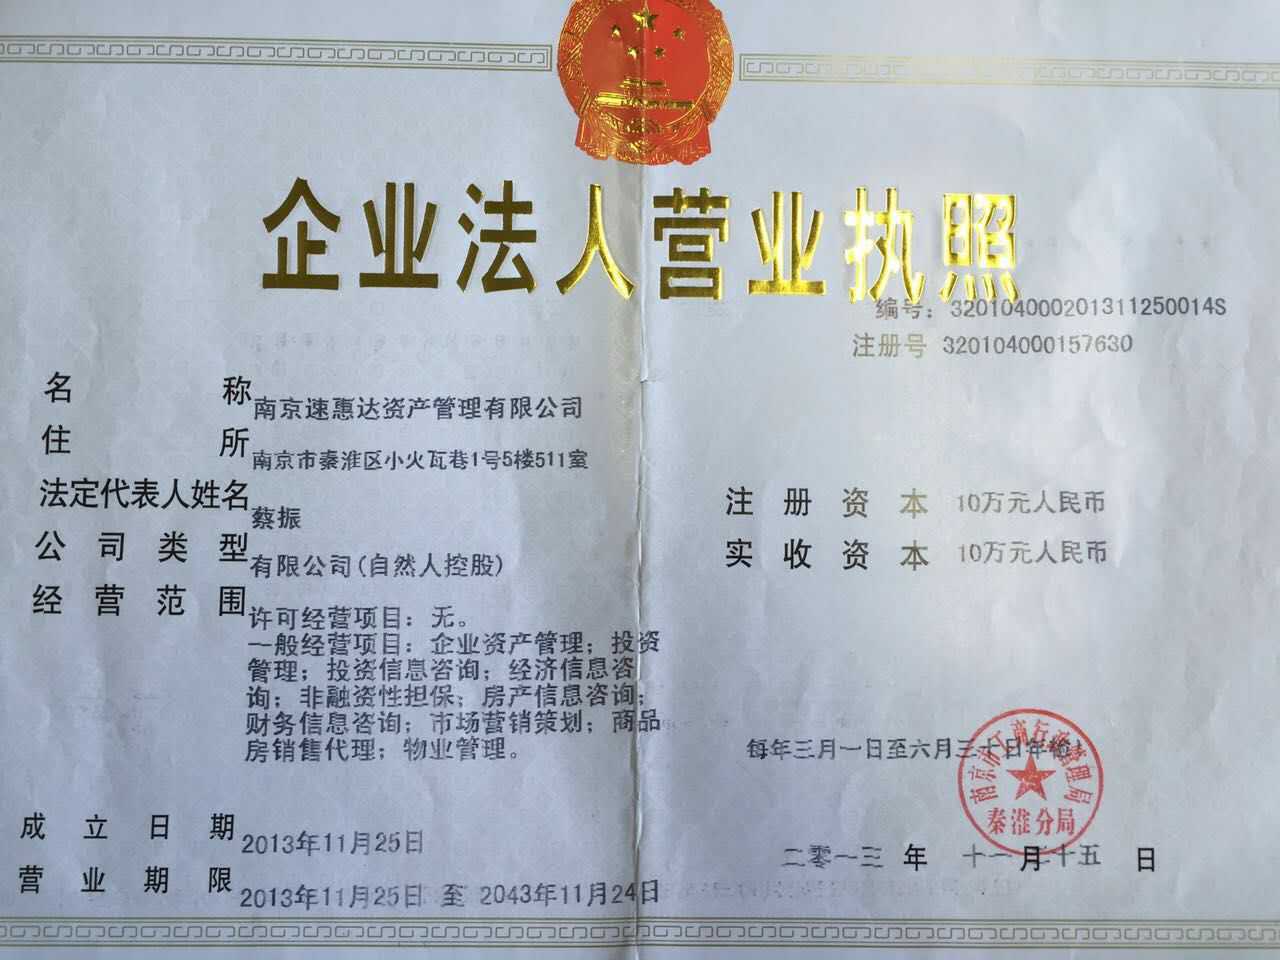 企业法人营业执照
编号：320104000201311250014S
注册号 320104000157630
名称 南京速惠达资产管理有限公司
住所 南京市秦淮区小火瓦巷1号5楼511室
法定代表人姓名 蔡振
注册资本 10万元人民币
公司类型 有限公司(自然人控股)
实收资本 10万元人民币
经营范围 许可经营项目：无。
一般经营项目：企业资产管理；投资
管理；投资信息咨询；经济信息咨
询；非融资性担保；房产信息咨询；
财务信息咨询；市场营销策划；商品
房销售代理；物业管理。
每年三月一日至六月三十日年检
南京市工商行政管理局
秦淮分局
成立日期 2013年11月25日
二零一三 年 十一 月 二十五 日
营业期限 2013年11月25日 至 2043年11月24日